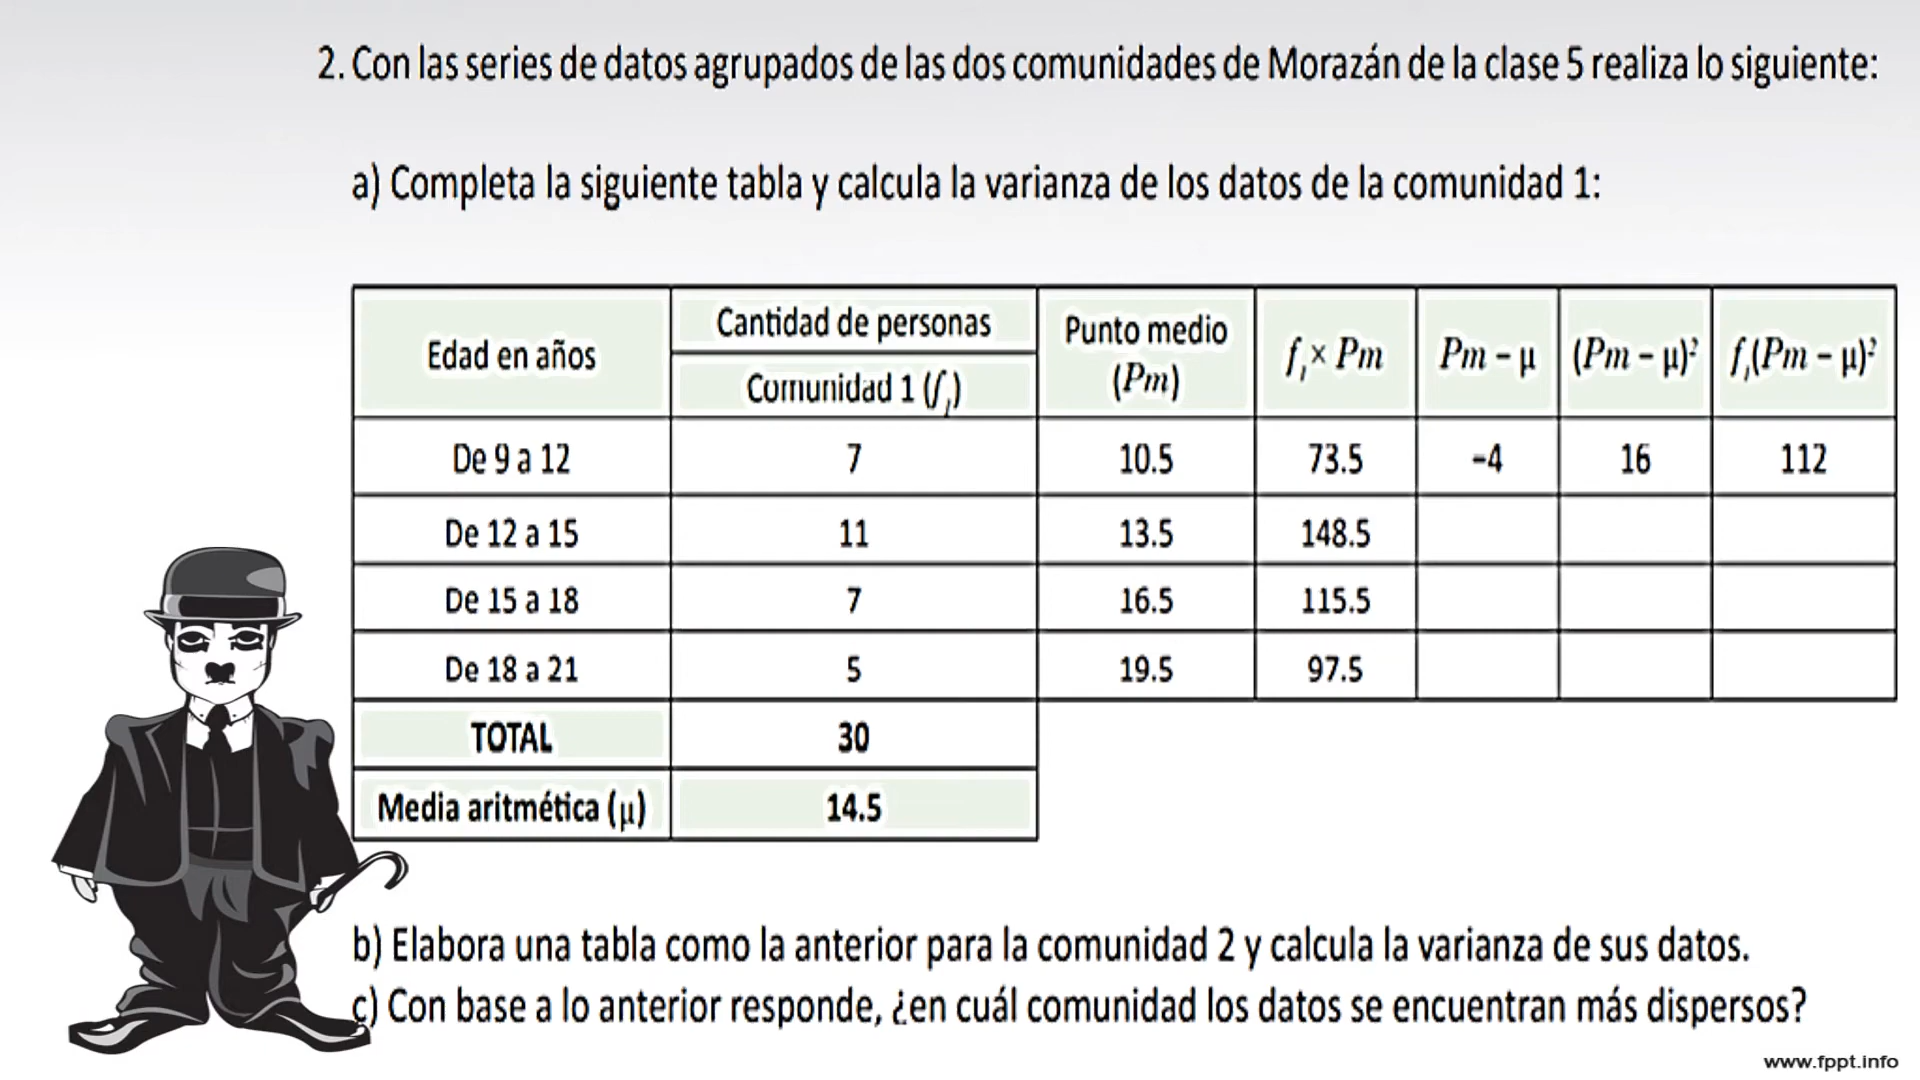 2. Con las series de datos agrupados de las dos comunidades de Morazán de la clase 5 realiza lo siguiente:
a) Completa la siguiente tabla y calcula la varianza de los datos de la comunidad 1:
Edad en años Cantidad de personas Punto medio (Pm) f₁ × Pm Pm – μ (Pm – μ)² f₁(Pm – μ)²
Comunidad 1 (f₁)
De 9 a 12 7 10.5 73.5 –4 16 112
De 12 a 15 11 13.5 148.5
De 15 a 18 7 16.5 115.5
De 18 a 21 5 19.5 97.5
TOTAL 30
Media aritmética (μ) 14.5
b) Elabora una tabla como la anterior para la comunidad 2 y calcula la varianza de sus datos.
c) Con base a lo anterior responde, ¿en cuál comunidad los datos se encuentran más dispersos?
www.fppt.info